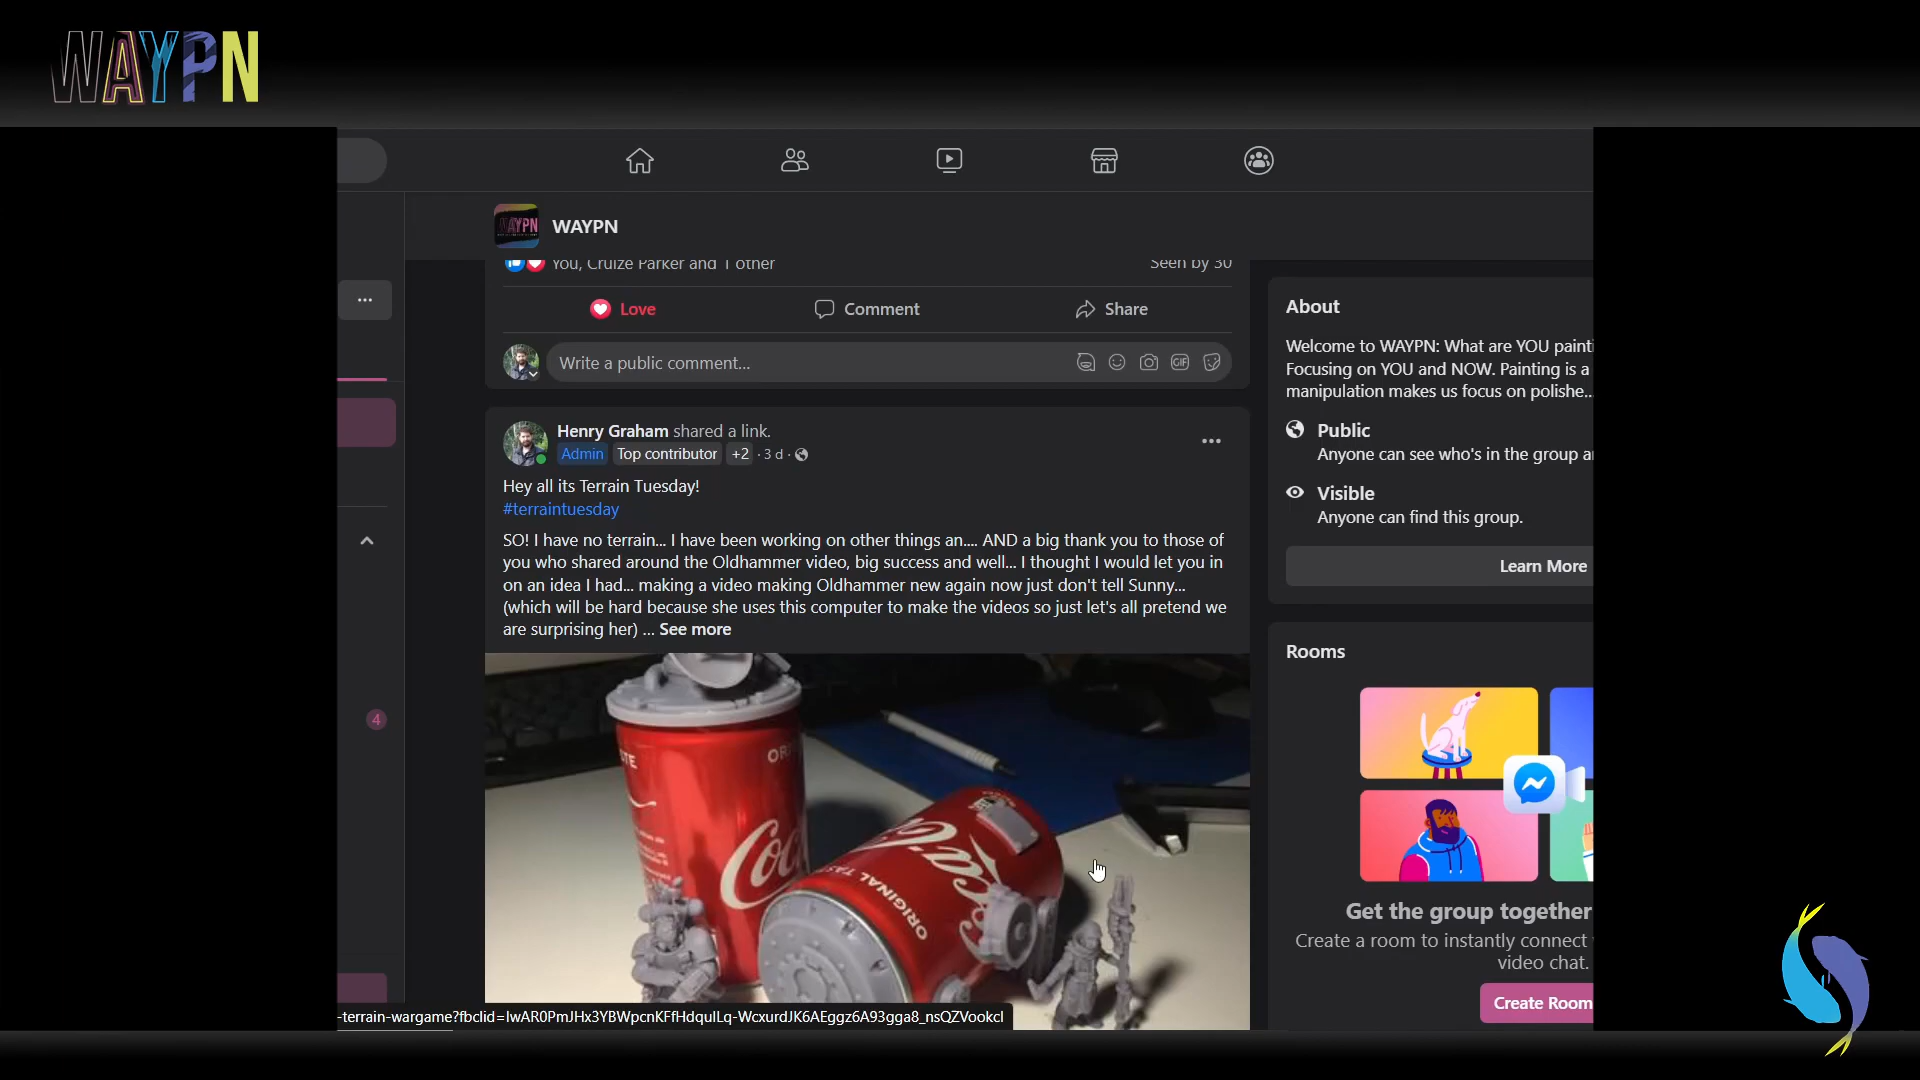 WAYPN
WAYPN
You, Cruize Parker and 1 other
Seen by 30
Love
Comment
Share
Write a public comment...
GIF
Henry Graham shared a link.
Admin Top contributor +2 · 3 d ·
Hey all its Terrain Tuesday!
#terraintuesday
SO! I have no terrain... I have been working on other things an.... AND a big thank you to those of
you who shared around the Oldhammer video, big success and well... I thought I would let you in
on an idea I had... making a video making Oldhammer new again now just don't tell Sunny...
(which will be hard because she uses this computer to make the videos so just let's all pretend we
are surprising her) ... See more
ORIGINAL TASTE
4
-terrain-wargame?fbclid=IwAR0PmJHx3YBWpcnKFfHdquILq-WcxurdJK6AEggz6A93gga8_nsQZVookcI
About
Welcome to WAYPN: What are YOU painti
Focusing on YOU and NOW. Painting is a
manipulation makes us focus on polishe...
Public
Anyone can see who's in the group a
Visible
Anyone can find this group.
Learn More
Rooms
Get the group together
Create a room to instantly connect
video chat.
Create Room